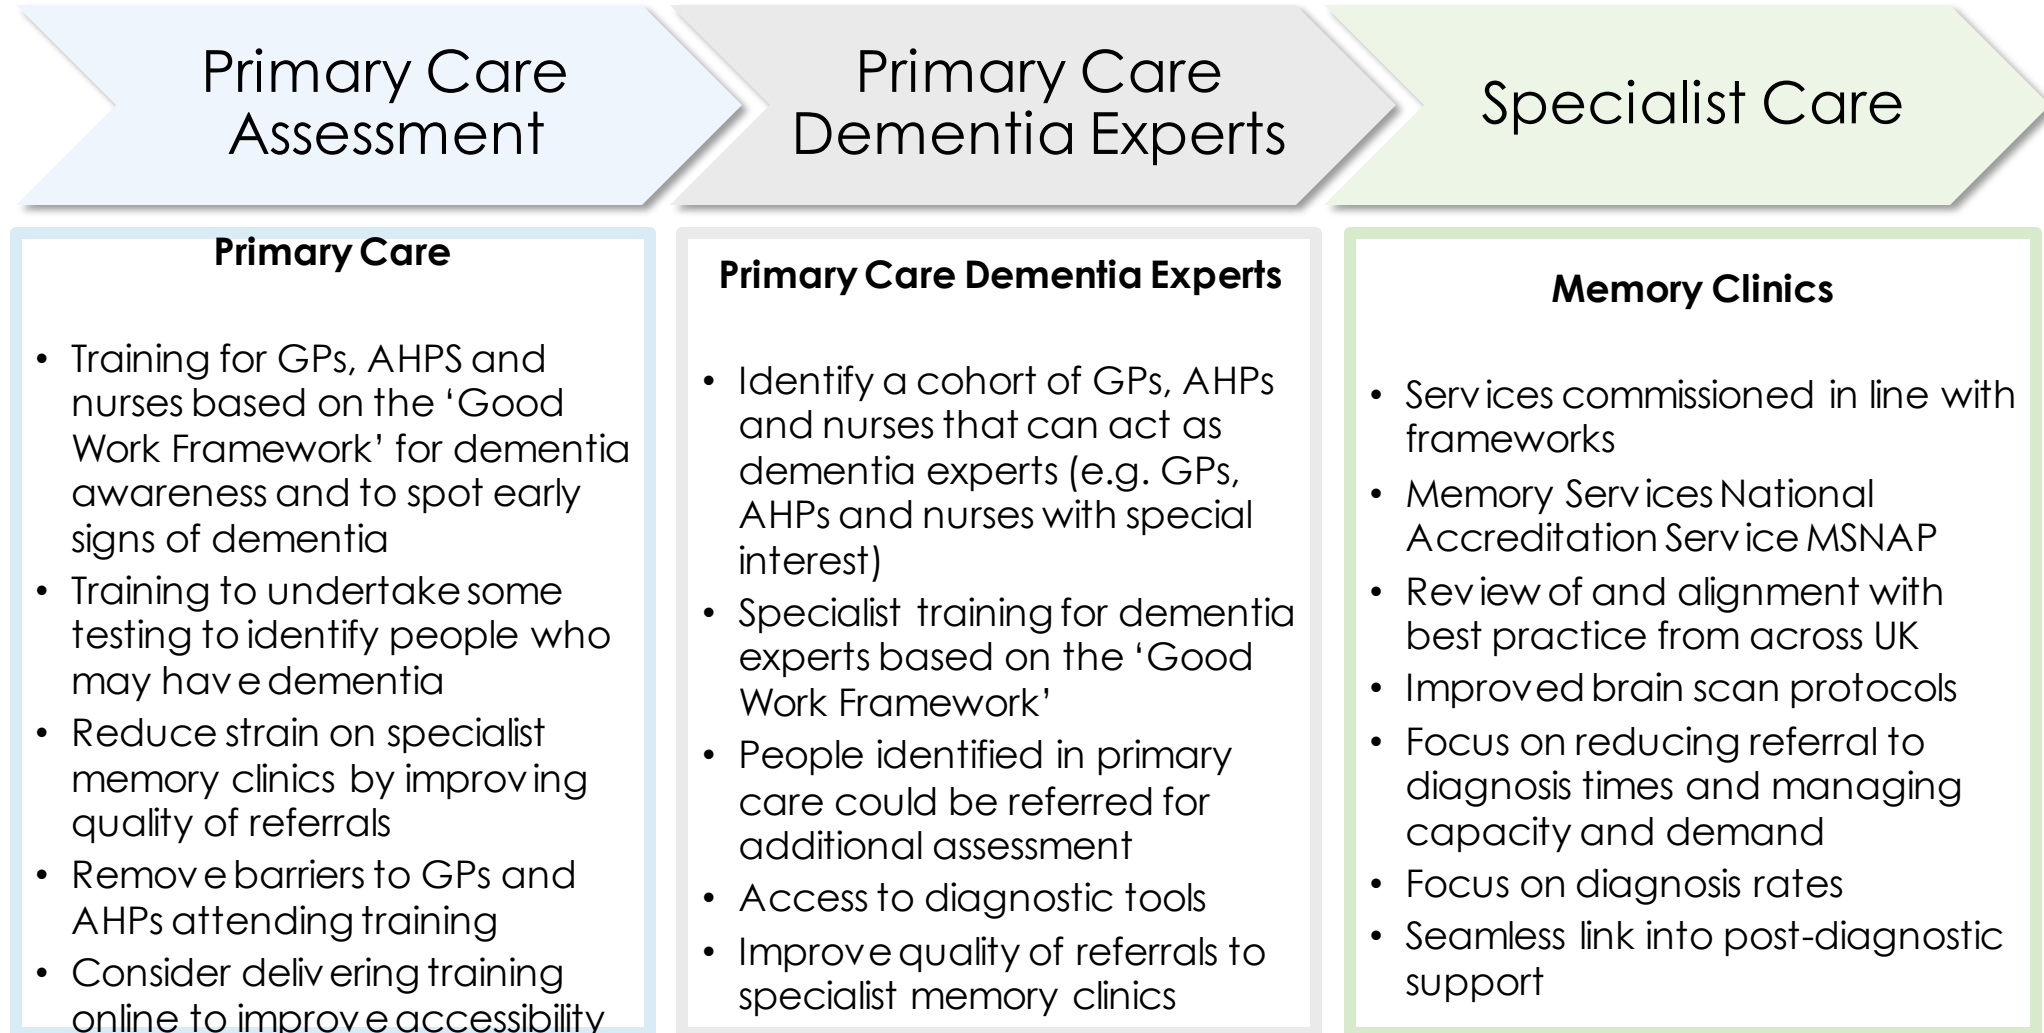 Primary Care
Assessment
Primary Care
Dementia Experts
Specialist Care
Primary Care
• Training for GPs, AHPS and
nurses based on the ‘Good
Work Framework’ for dementia
awareness and to spot early
signs of dementia
• Training to undertake some
testing to identify people who
may have dementia
• Reduce strain on specialist
memory clinics by improving
quality of referrals
• Remove barriers to GPs and
AHPs attending training
• Consider delivering training
online to improve accessibility
Primary Care Dementia Experts
• Identify a cohort of GPs, AHPs
and nurses that can act as
dementia experts (e.g. GPs,
AHPs and nurses with special
interest)
• Specialist training for dementia
experts based on the ‘Good
Work Framework’
• People identified in primary
care could be referred for
additional assessment
• Access to diagnostic tools
• Improve quality of referrals to
specialist memory clinics
Memory Clinics
• Services commissioned in line with
frameworks
• Memory Services National
Accreditation Service MSNAP
• Review of and alignment with
best practice from across UK
• Improved brain scan protocols
• Focus on reducing referral to
diagnosis times and managing
capacity and demand
• Focus on diagnosis rates
• Seamless link into post-diagnostic
support